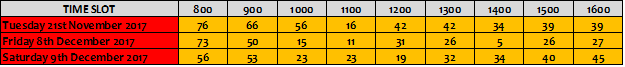 TIME SLOT 800 900 1000 1100 1200 1300 1400 1500 1600
Tuesday 21st November 2017 76 66 56 16 42 42 34 39 39
Friday 8th December 2017 73 50 15 11 31 26 5 26 27
Saturday 9th December 2017 56 53 23 23 19 32 34 40 45